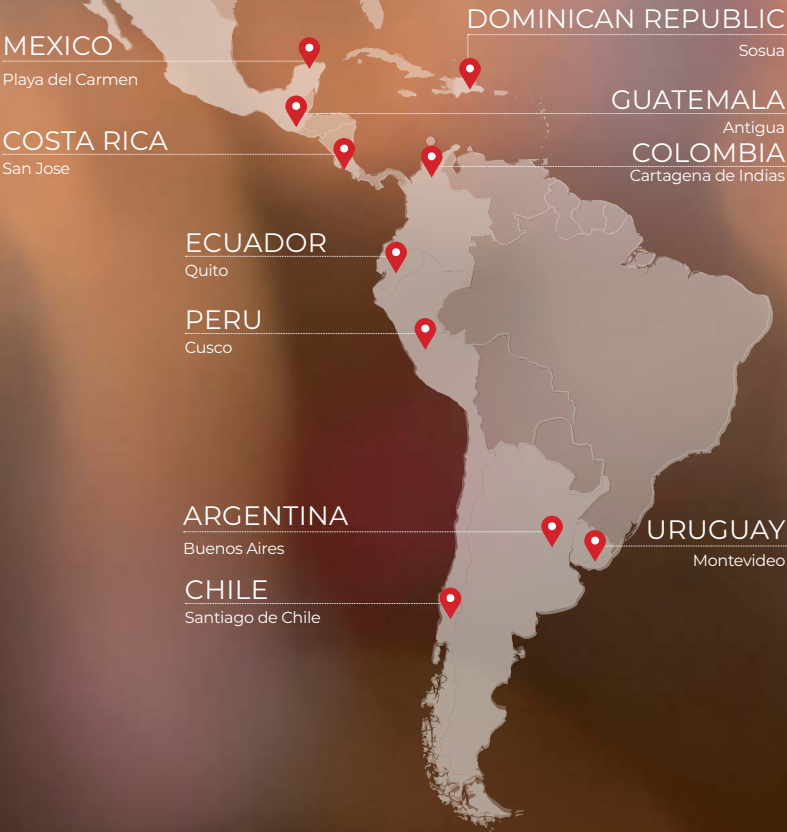 DOMINICAN REPUBLIC
Sosua
MEXICO
Playa del Carmen
GUATEMALA
Antigua
COSTA RICA
San Jose
COLOMBIA
Cartagena de Indias
ECUADOR
Quito
PERU
Cusco
ARGENTINA
Buenos Aires
URUGUAY
Montevideo
CHILE
Santiago de Chile